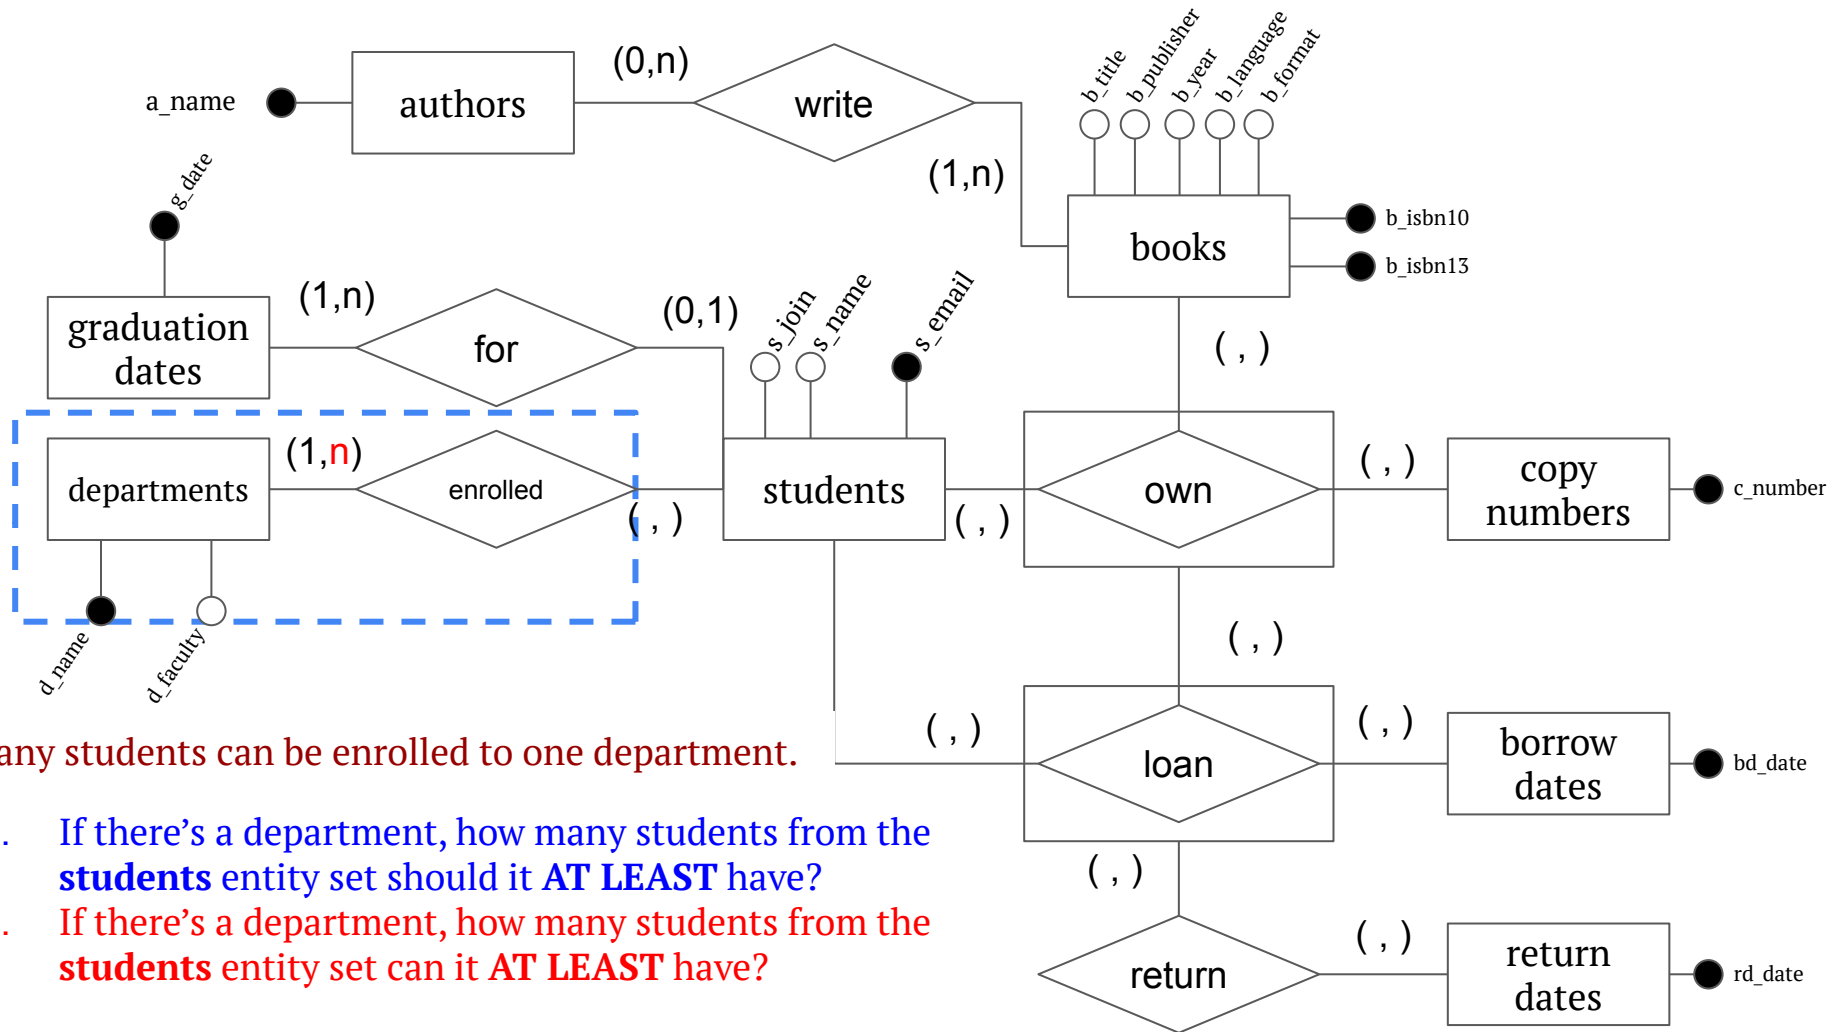 b_title
b_publisher
b_year
b_language
b_format
(0,n)
a_name
authors
write
(1,n)
g_date
books
b_isbn10
b_isbn13
s_join
s_name
s_email
(1,n)
(0,1)
graduation
dates
for
( , )
(1,n)
departments
enrolled
( , )
students
( , )
own
( , )
copy
numbers
c_number
d_name
d_faculty
( , )
any students can be enrolled to one department.
( , )
loan
( , )
borrow
dates
bd_date
. If there’s a department, how many students from the
students entity set should it AT LEAST have?
. If there’s a department, how many students from the
students entity set can it AT LEAST have?
( , )
return
( , )
return
dates
rd_date